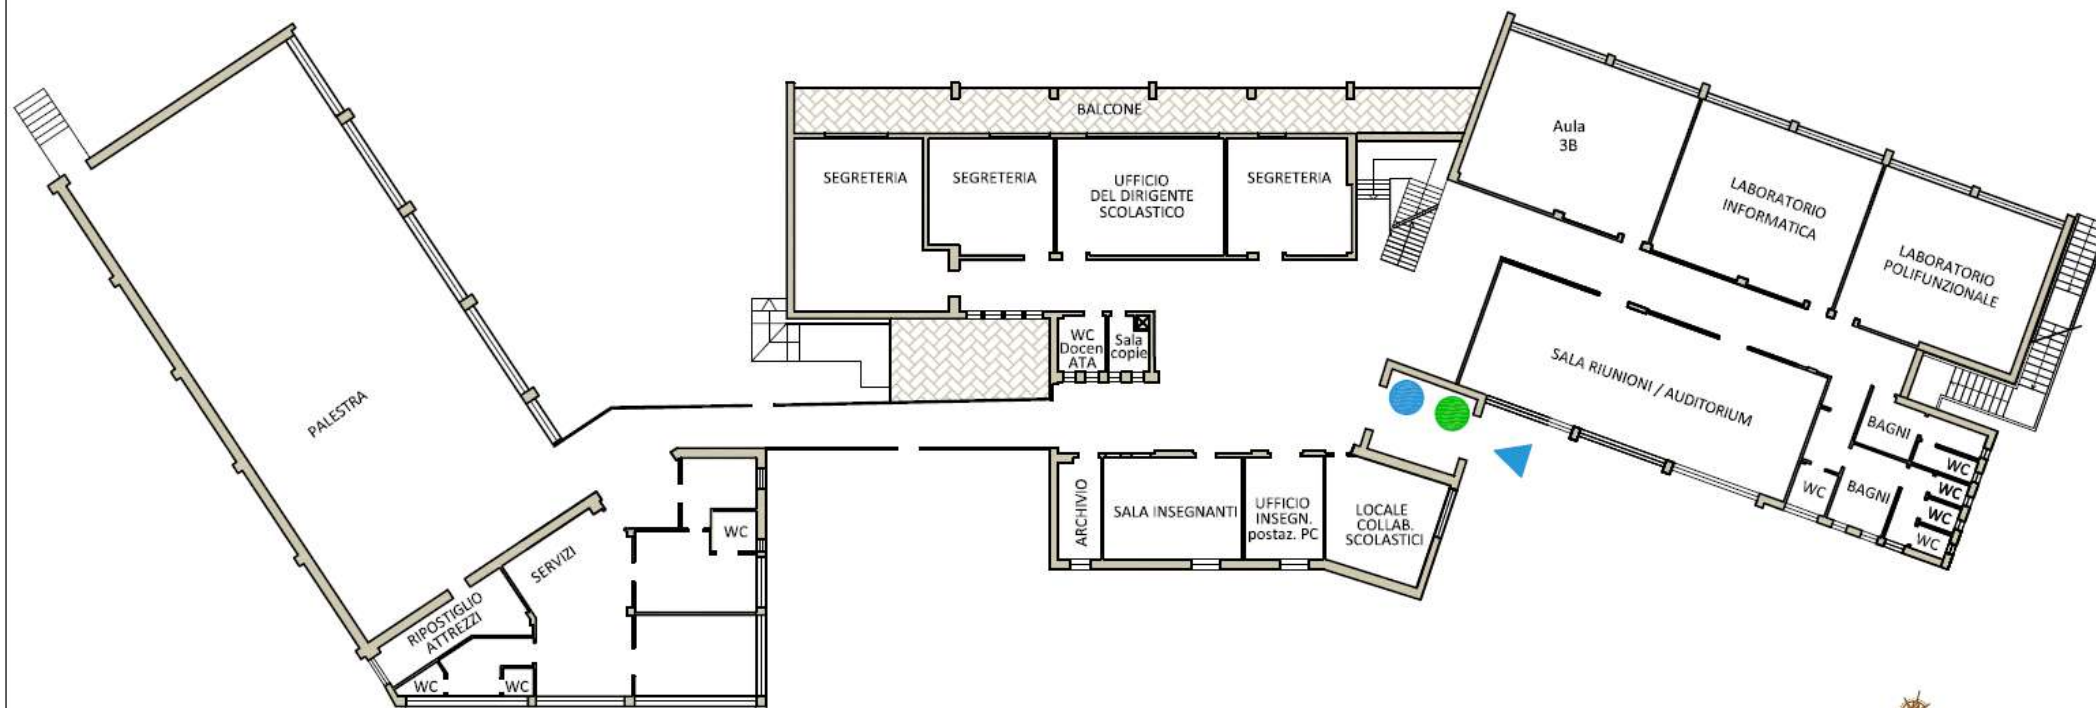 BALCONE
Aula
3B
SEGRETERIA
SEGRETERIA
UFFICIO
DEL DIRIGENTE
SCOLASTICO
SEGRETERIA
LABORATORIO
INFORMATICA
LABORATORIO
POLIFUNZIONALE
WC
Docen
ATA
Sala
copie
SALA RIUNIONI / AUDITORIUM
PALESTRA
BAGNI
WC
WC
BAGNI
WC
WC
WC
ARCHIVIO
SALA INSEGNANTI
UFFICIO
INSEGN.
postaz. PC
LOCALE
COLLAB.
SCOLASTICI
WC
SERVIZI
RIPOSTIGLIO
ATTREZZI
WC
WC